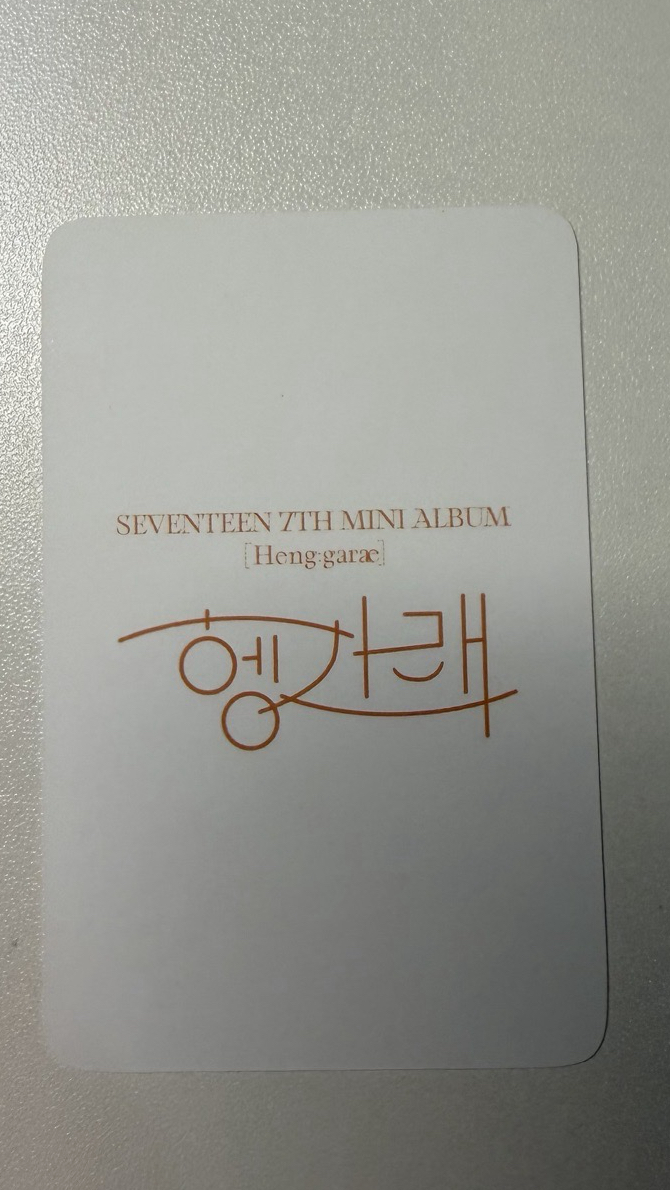 SEVENTEEN 7TH MINI ALBUM
[Heng:garæ]
헹가래